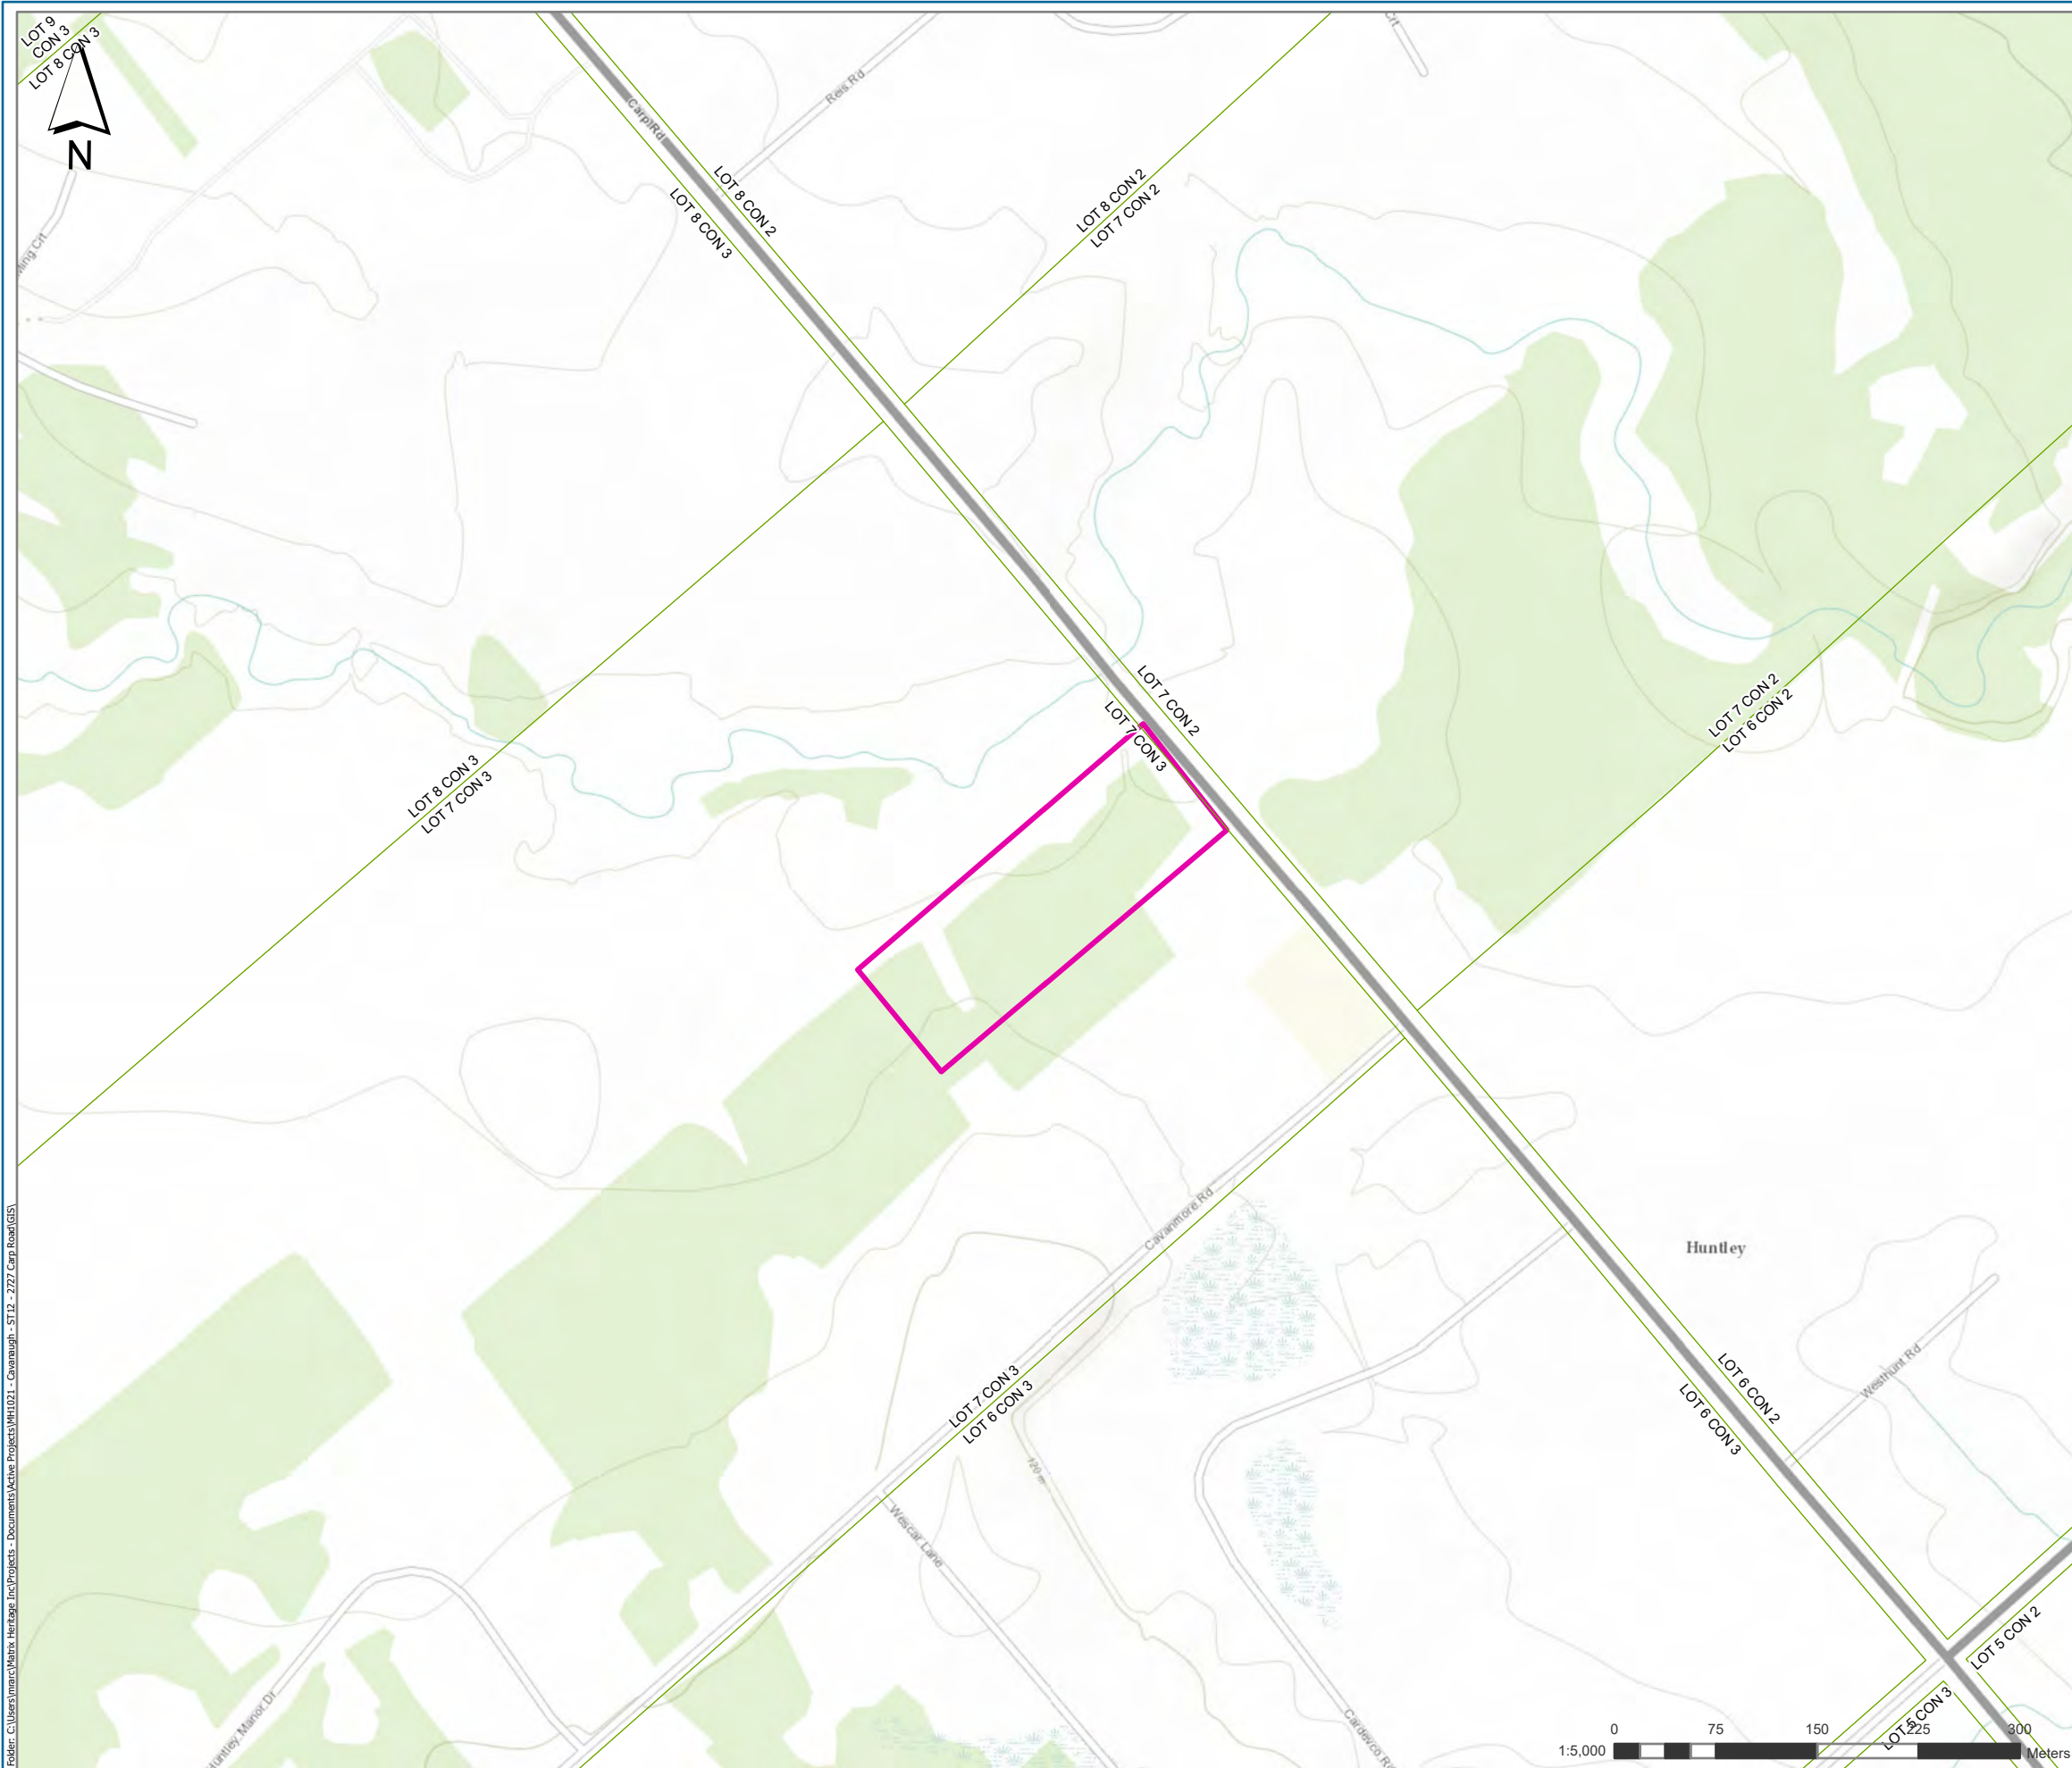 LOT 9
CON 3
LOT 8 CON 3
N
Carp Rd
Reis Rd
LOT 8 CON 2
LOT 8 CON 3
LOT 8 CON 2
LOT 7 CON 2
LOT 7 CON 2
LOT 7 CON 3
LOT 7 CON 2
LOT 6 CON 2
LOT 8 CON 3
LOT 7 CON 3
Cavanmore Rd
Huntley
LOT 7 CON 3
LOT 6 CON 3
120 m
Wescar Lane
Westhunt Rd
LOT 6 CON 2
LOT 6 CON 3
LOT 5 CON 2
LOT 5 CON 3
Huntley Manor Dr
Cardevco Rd
0 75 150 225 300
1:5,000
Meters
Folder: C:\Users\mrarc\Matrix Heritage Inc\Projects - Documents\Active Projects\MH1021 - Cavanaugh - ST12 - 2727 Carp Road\GIS\